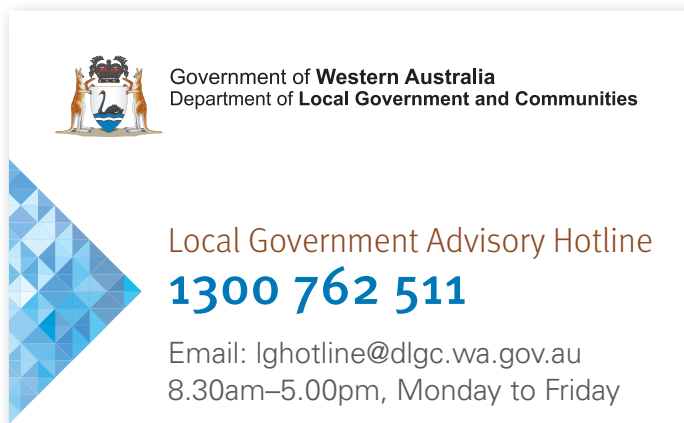 Government of Western Australia
Department of Local Government and Communities
Local Government Advisory Hotline
1300 762 511
Email: lghotline@dlgc.wa.gov.au
8.30am–5.00pm, Monday to Friday